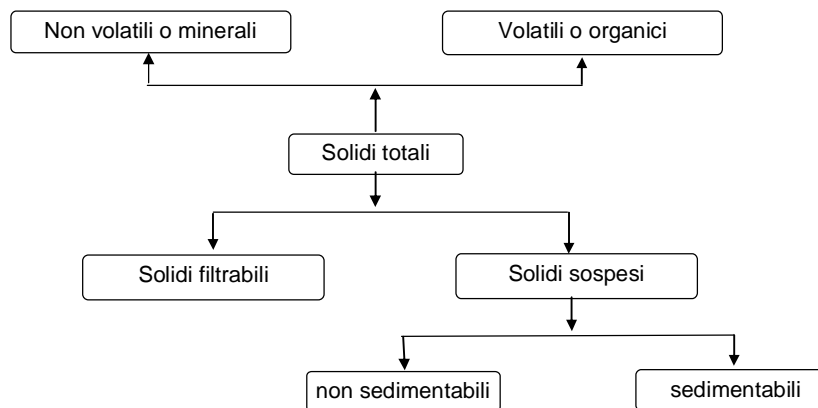 Non volatili o minerali
Volatili o organici
Solidi totali
Solidi filtrabili
Solidi sospesi
non sedimentabili
sedimentabili